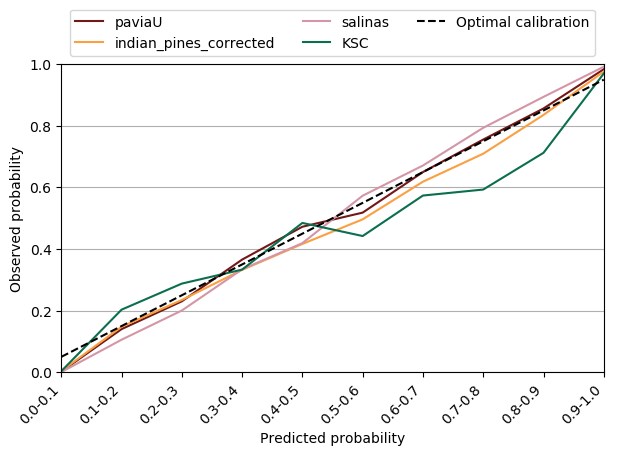 paviaU
indian_pines_corrected
salinas
KSC
Optimal calibration
Observed probability
1.0
0.8
0.6
0.4
0.2
0.0
0.0-0.1
0.1-0.2
0.2-0.3
0.3-0.4
0.4-0.5
0.5-0.6
0.6-0.7
0.7-0.8
0.8-0.9
0.9-1.0
Predicted probability